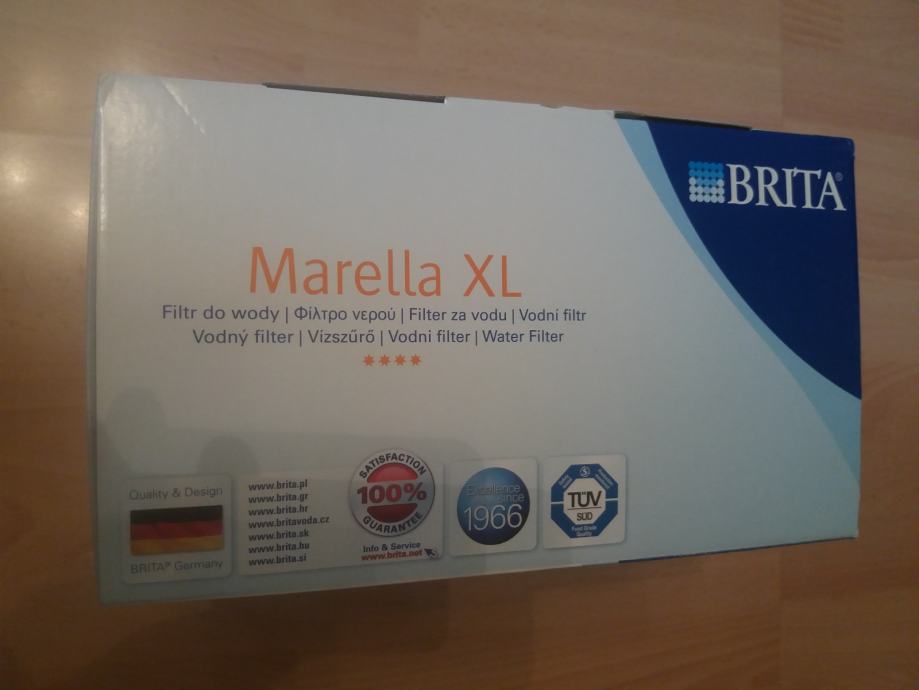 BRITA®
Marella XL
Filtr do wody | Φίλτρο νερού | Filter za vodu | Vodní filtr
Vodný filter | Vízszűrő | Vodni filter | Water Filter
Quality & Design
BRITA® Germany
www.brita.pl
www.brita.gr
www.brita.hr
www.britavoda.cz
www.brita.sk
www.brita.hu
www.brita.si
SATISFACTION
100%
GUARANTEE
Info & Service
www.brita.net
Excellence
since
1966
TÜV
SÜD
Food Grade
Quality